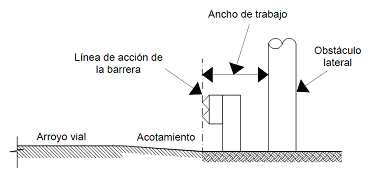 Ancho de trabajo
Línea de acción de
la barrera
Obstáculo
lateral
Arroyo vial
Acotamiento